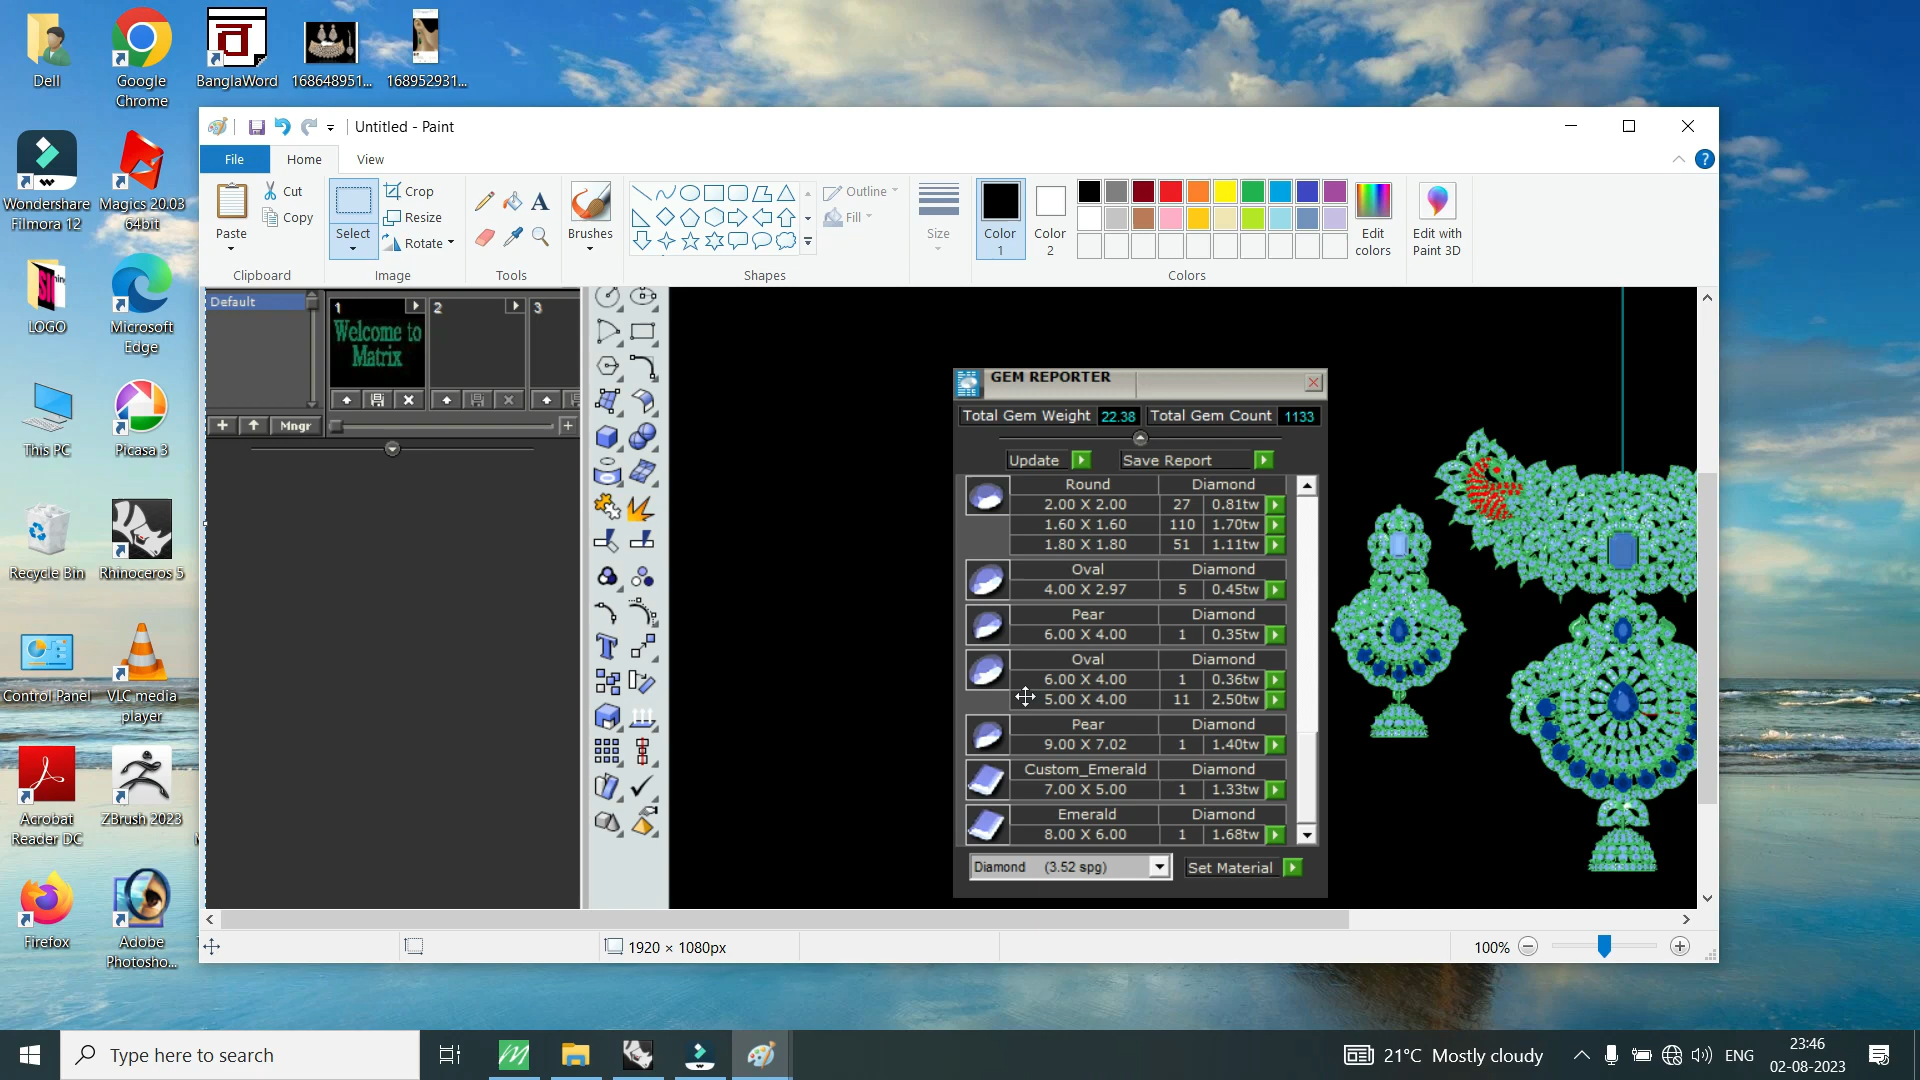 Dell
Google
Chrome
BanglaWord
168648951...
168952931...
Wondershare
Filmora 12
Magics 20.03
64bit
LOGO
Microsoft
Edge
This PC
Picasa 3
Recycle Bin
Rhinoceros 5
Control Panel
VLC media
player
Acrobat
Reader DC
ZBrush 2023
Firefox
Adobe
Photosho...
Untitled - Paint
File
Home
View
Paste
Cut
Copy
Clipboard
Select
Crop
Resize
Rotate
Image
Tools
Brushes
Shapes
Outline
Fill
Size
Color
1
Color
2
Edit
colors
Colors
Edit with
Paint 3D
Default
1
Welcome to
Matrix
2
3
Mngr
GEM REPORTER
Total Gem Weight 22.38 Total Gem Count 1133
Update Save Report
Round Diamond
2.00 X 2.00 27 0.81tw
1.60 X 1.60 110 1.70tw
1.80 X 1.80 51 1.11tw
Oval Diamond
4.00 X 2.97 5 0.45tw
Pear Diamond
6.00 X 4.00 1 0.35tw
Oval Diamond
6.00 X 4.00 1 0.36tw
5.00 X 4.00 11 2.50tw
Pear Diamond
9.00 X 7.02 1 1.40tw
Custom_Emerald Diamond
7.00 X 5.00 1 1.33tw
Emerald Diamond
8.00 X 6.00 1 1.68tw
Diamond (3.52 spg) Set Material
1920 × 1080px
100%
Type here to search
21°C Mostly cloudy
ENG
23:46
02-08-2023